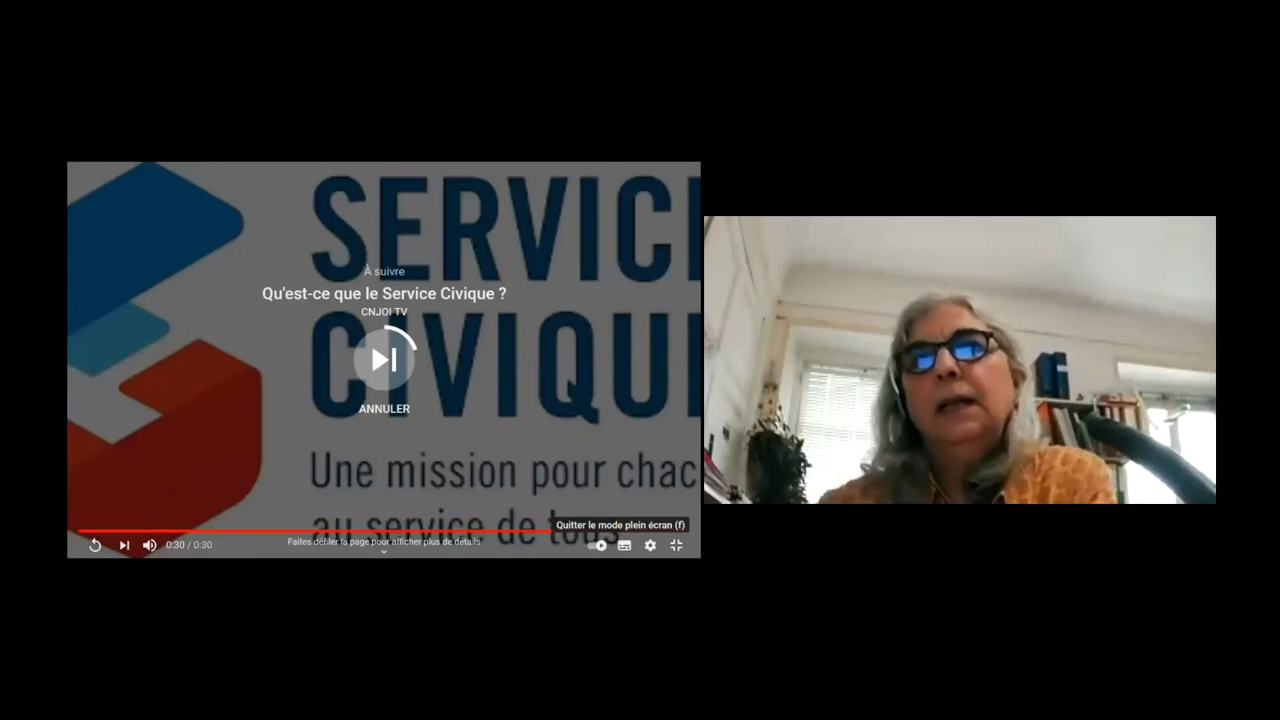 SERVIC
À suivre
Qu'est-ce que le Service Civique ?
CNJOI TV
CIVIQU
ANNULER
Une mission pour chac
au service de tous
Quitter le mode plein écran (f)
0:30 / 0:30
Faites défiler la page pour afficher plus de détails